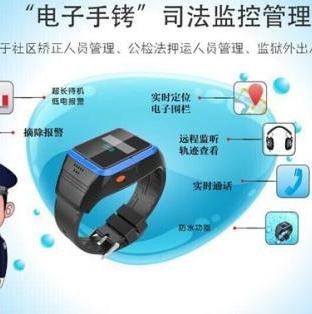 “电子手铐”司法监控管理
于社区矫正人员管理、公检法押运人员管理、监狱外出人
超长待机
低电报警
摘除报警
实时定位
电子围栏
远程监听
轨迹查看
实时通话
防水功能